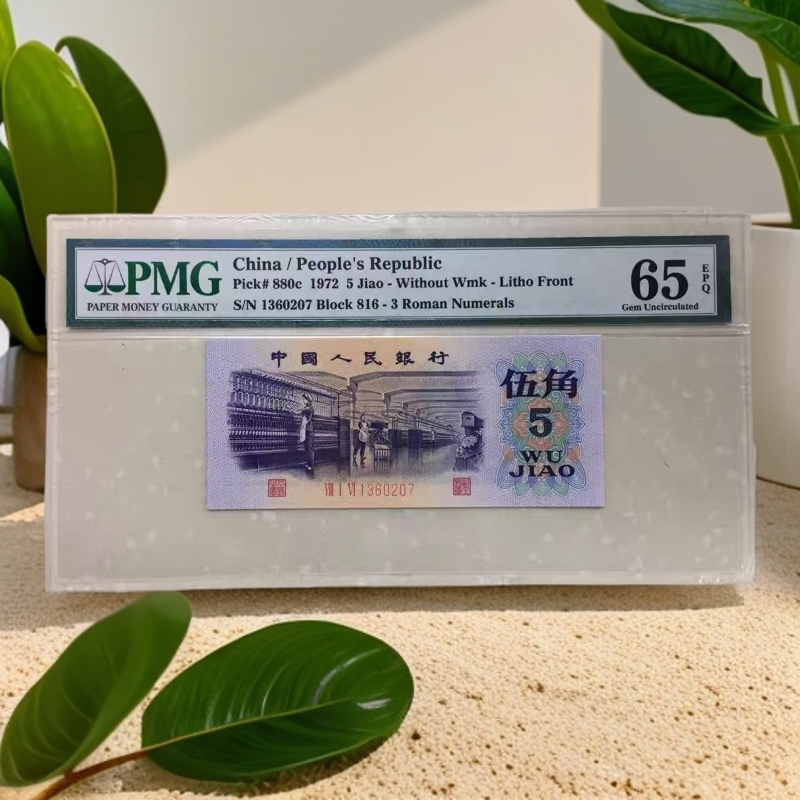 PMG
PAPER MONEY GUARANTY
China / People's Republic
Pick# 880c 1972 5 Jiao - Without Wmk - Litho Front
S/N 1360207 Block 816 - 3 Roman Numerals
65 EPQ
Gem Uncirculated
中國人民銀行
伍角
5
WU
JIAO
VIII I VI 1360207